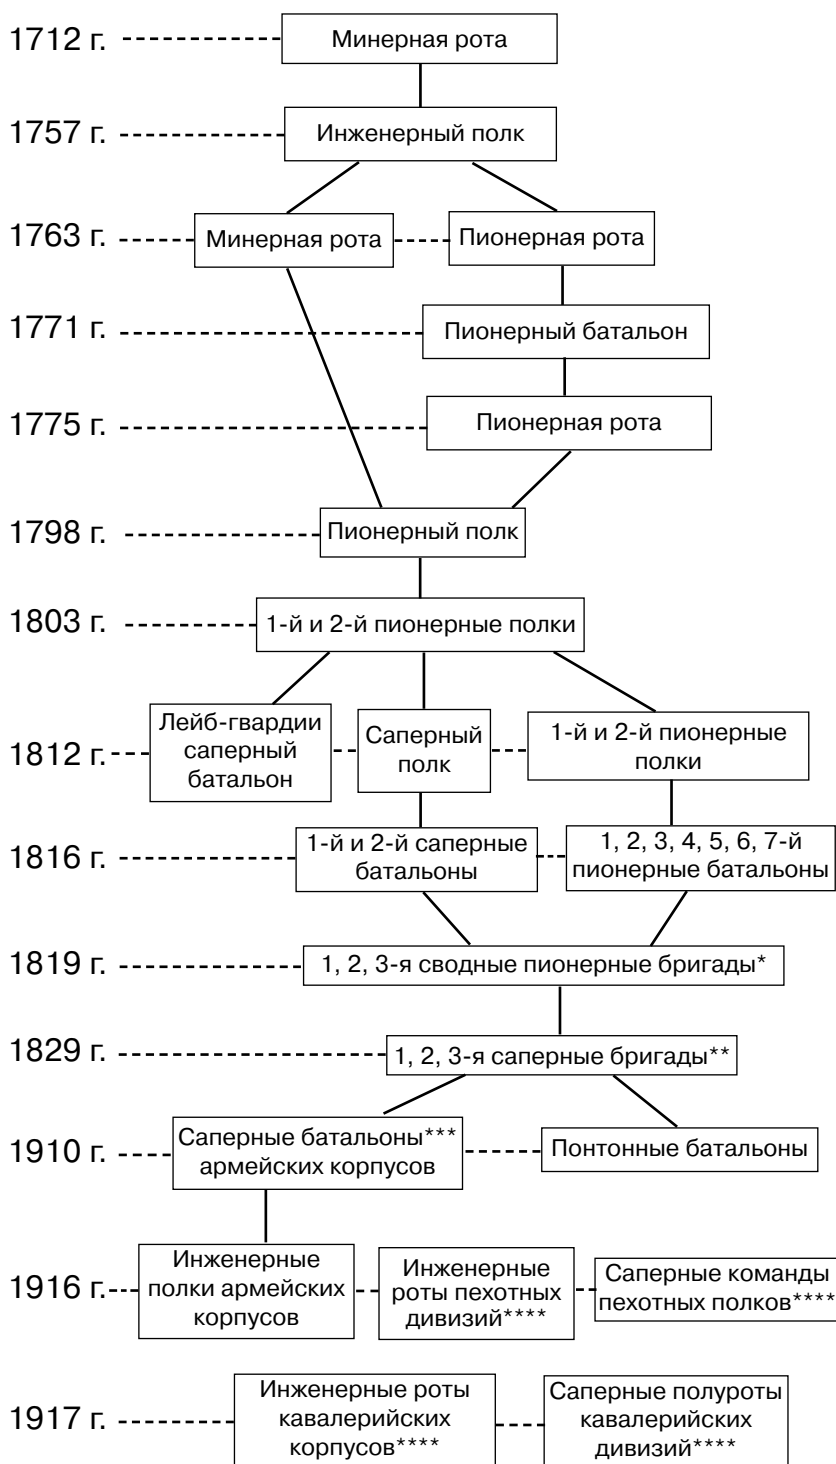 1712 г.
Минерная рота
1757 г.
Инженерный полк
1763 г.
Минерная рота
Пионерная рота
1771 г.
Пионерный батальон
1775 г.
Пионерная рота
1798 г.
Пионерный полк
1803 г.
1-й и 2-й пионерные полки
1812 г.
Лейб-гвардии
саперный
батальон
Саперный
полк
1-й и 2-й пионерные
полки
1816 г.
1-й и 2-й саперные
батальоны
1, 2, 3, 4, 5, 6, 7-й
пионерные батальоны
1819 г.
1, 2, 3-я сводные пионерные бригады*
1829 г.
1, 2, 3-я саперные бригады**
1910 г.
Саперные батальоны***
армейских корпусов
Понтонные батальоны
1916 г.
Инженерные
полки армейских
корпусов
Инженерные
роты пехотных
дивизий****
Саперные команды
пехотных полков****
1917 г.
Инженерные роты
кавалерийских
корпусов****
Саперные полуроты
кавалерийских
дивизий****